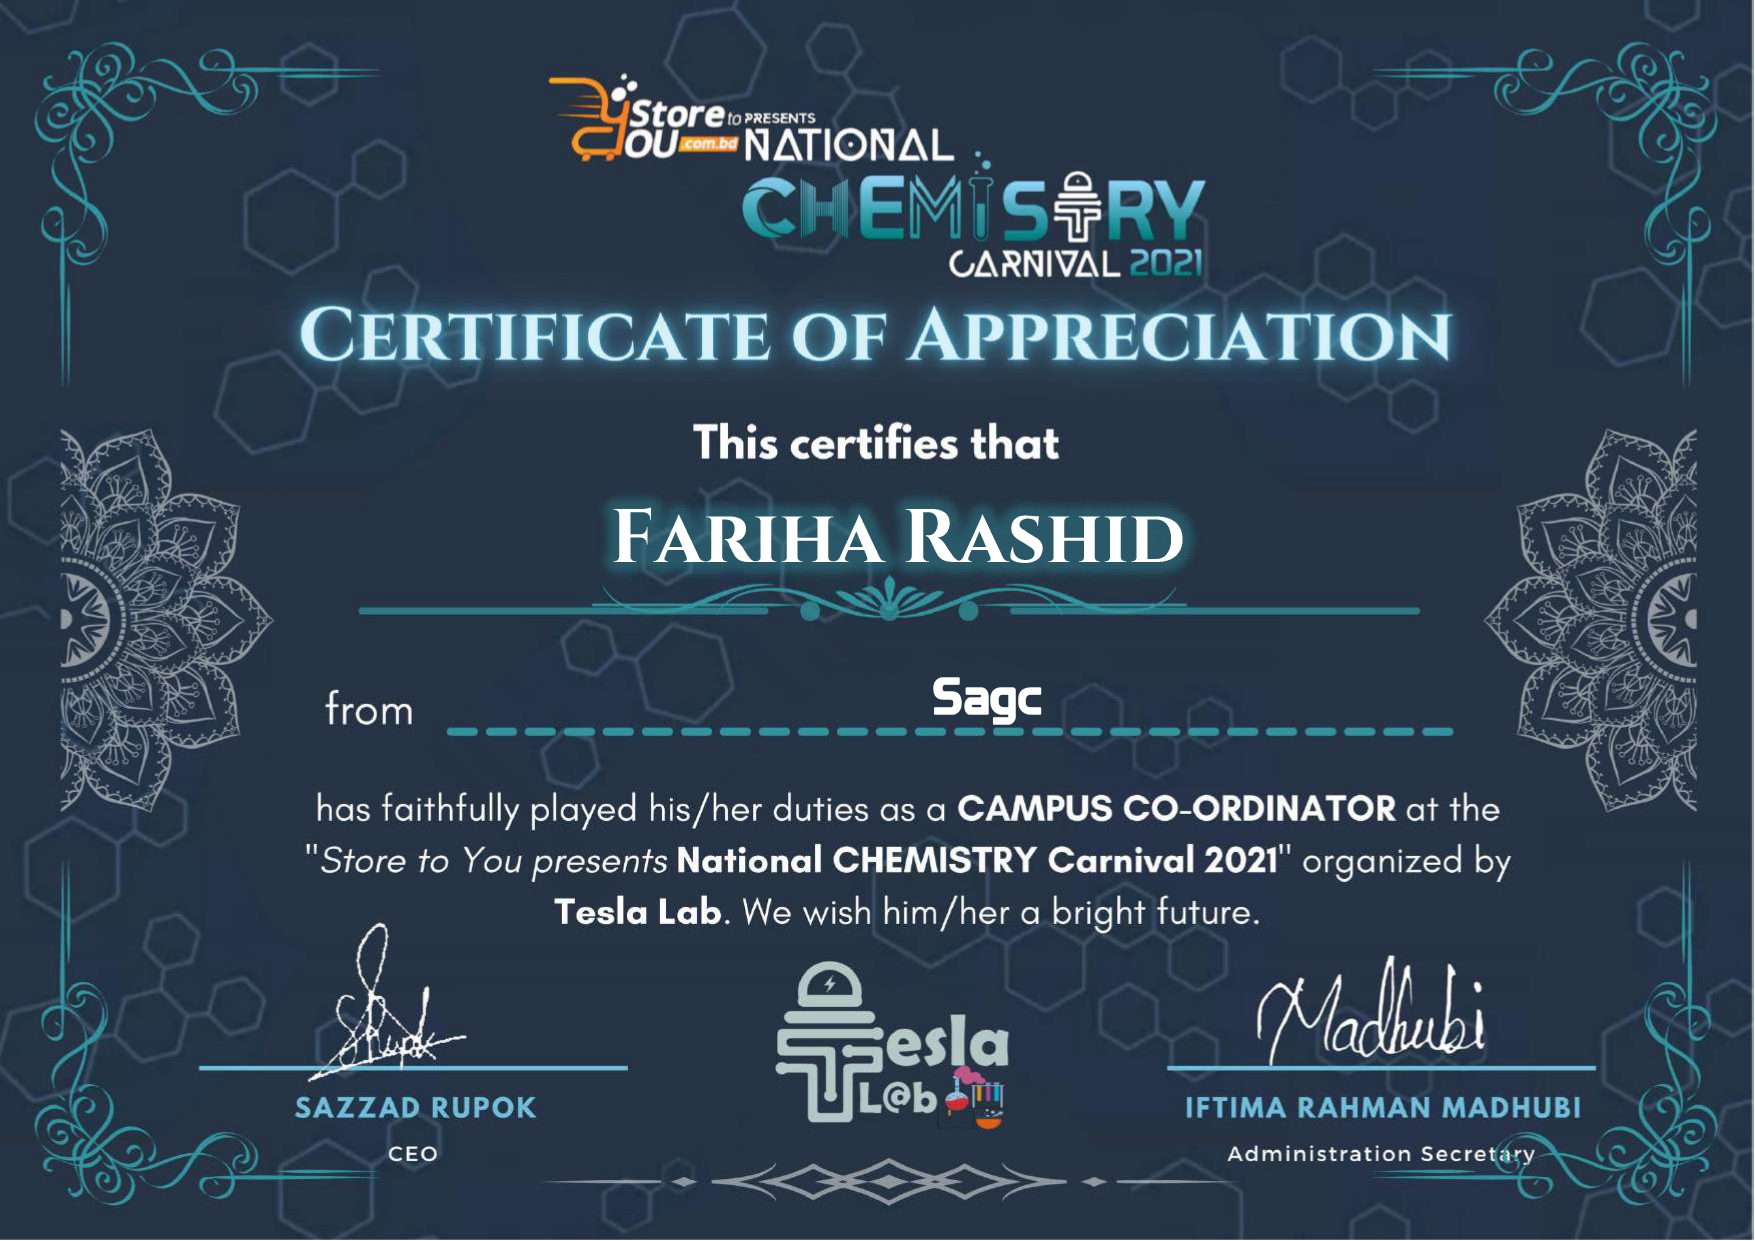 Store to PRESENTS
YOU .com.bd NATIONAL
CHEMISTRY
CARNIVAL 2021
CERTIFICATE OF APPRECIATION
This certifies that
FARIHA RASHID
from Sagc
has faithfully played his/her duties as a CAMPUS CO-ORDINATOR at the
"Store to You presents National CHEMISTRY Carnival 2021" organized by
Tesla Lab. We wish him/her a bright future.
Srupok
Madhubi
Tesla
L@b
SAZZAD RUPOK
IFTIMA RAHMAN MADHUBI
CEO
Administration Secretary